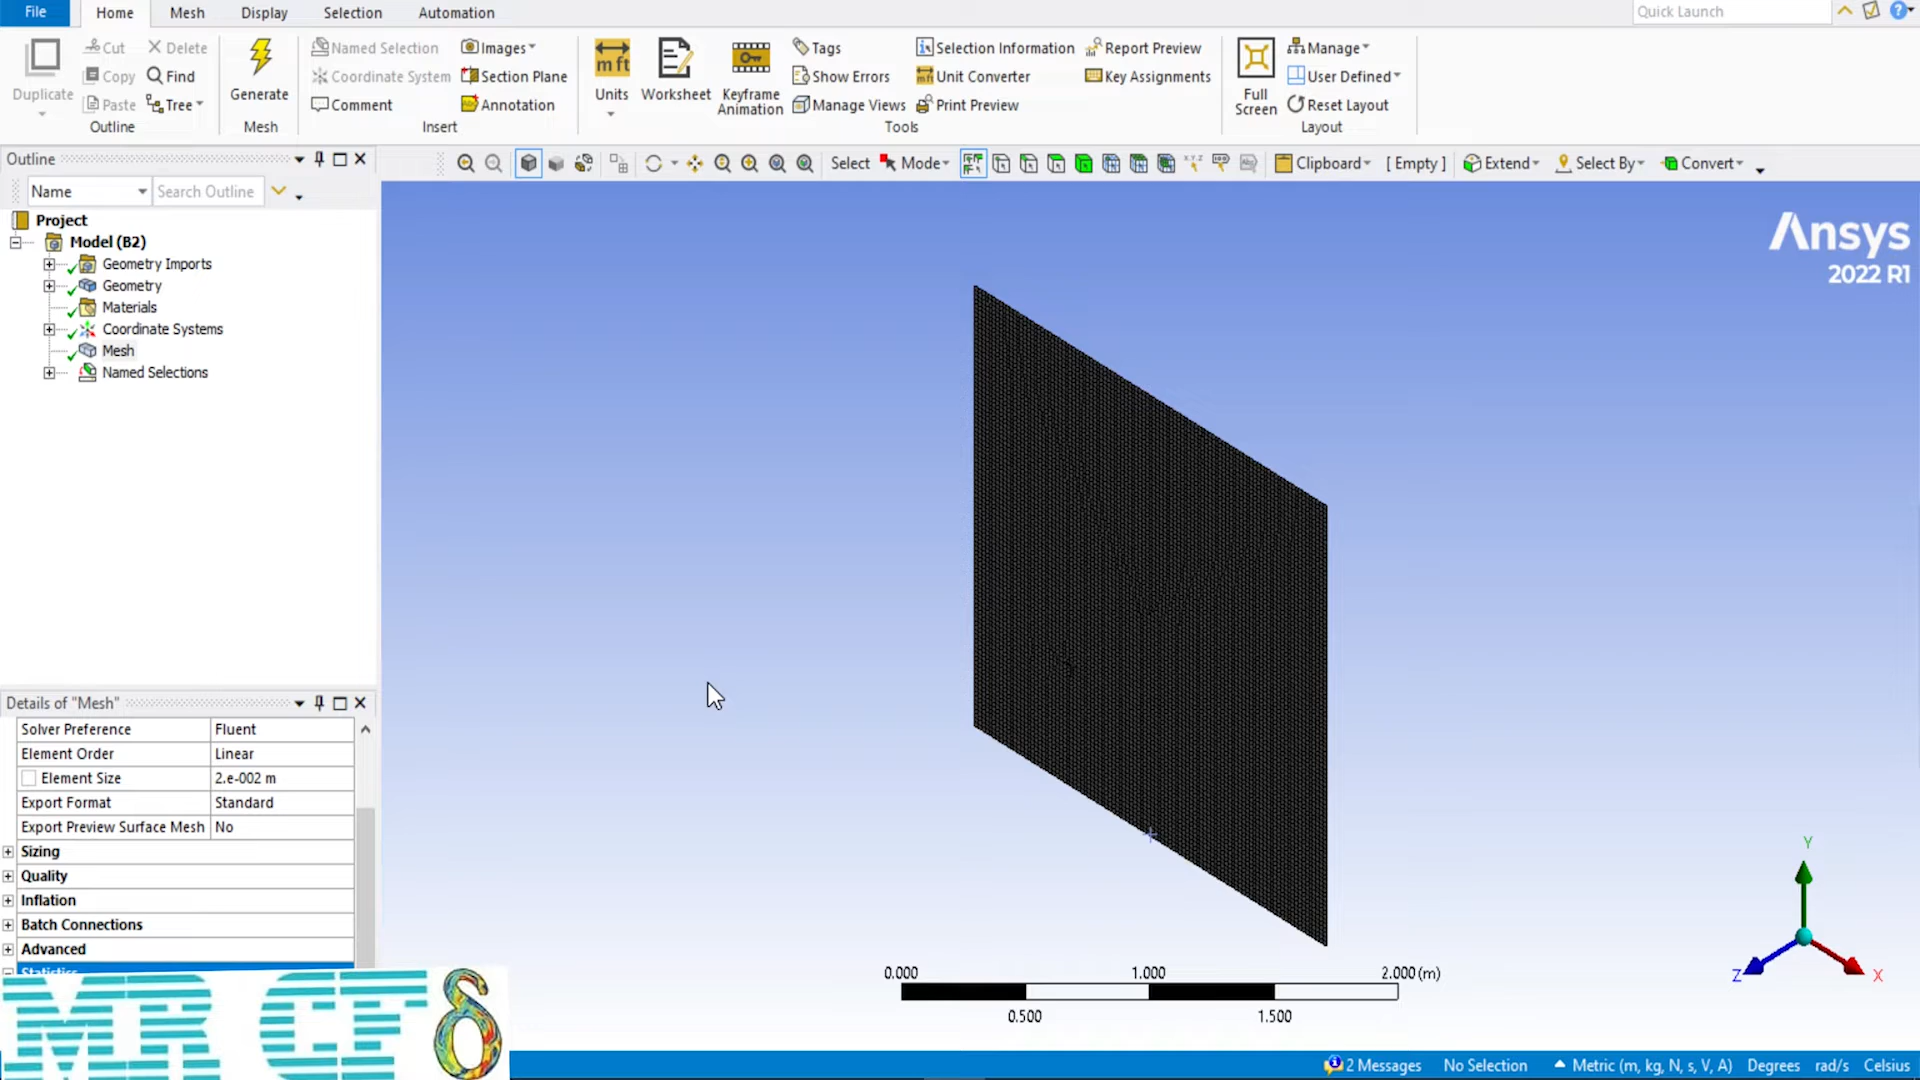 File Home Mesh Display Selection Automation Quick Launch
Duplicate Cut Delete Copy Find Paste Tree Outline
Generate Mesh
Named Selection Images Coordinate System Section Plane Comment Annotation Insert
Units Worksheet Keyframe Animation Tags Show Errors Manage Views Selection Information Unit Converter Print Preview Report Preview Key Assignments Tools
Full Screen Manage User Defined Reset Layout Layout
Outline
Select Mode Clipboard [ Empty ] Extend Select By Convert
Name Search Outline
Project
Model (B2)
Geometry Imports
Geometry
Materials
Coordinate Systems
Mesh
Named Selections
Ansys
2022 R1
Details of "Mesh"
Solver Preference Fluent
Element Order Linear
Element Size 2.e-002 m
Export Format Standard
Export Preview Surface Mesh No
Sizing
Quality
Inflation
Batch Connections
Advanced
Statistics
MR CF
0.000 1.000 2.000 (m)
0.500 1.500
Y
Z X
2 Messages No Selection Metric (m, kg, N, s, V, A) Degrees rad/s Celsius